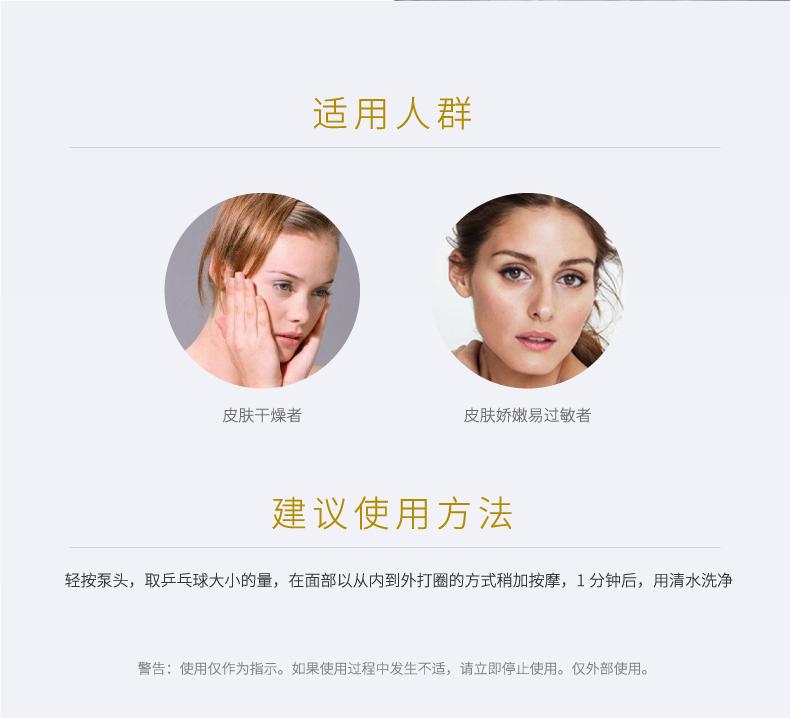 适用人群
皮肤干燥者
皮肤娇嫩易过敏者
建议使用方法
轻按泵头，取乒乓球大小的量，在面部以从内到外打圈的方式稍加按摩，1 分钟后，用清水洗净
警告：使用仅作为指示。如果使用过程中发生不适，请立即停止使用。仅外部使用。